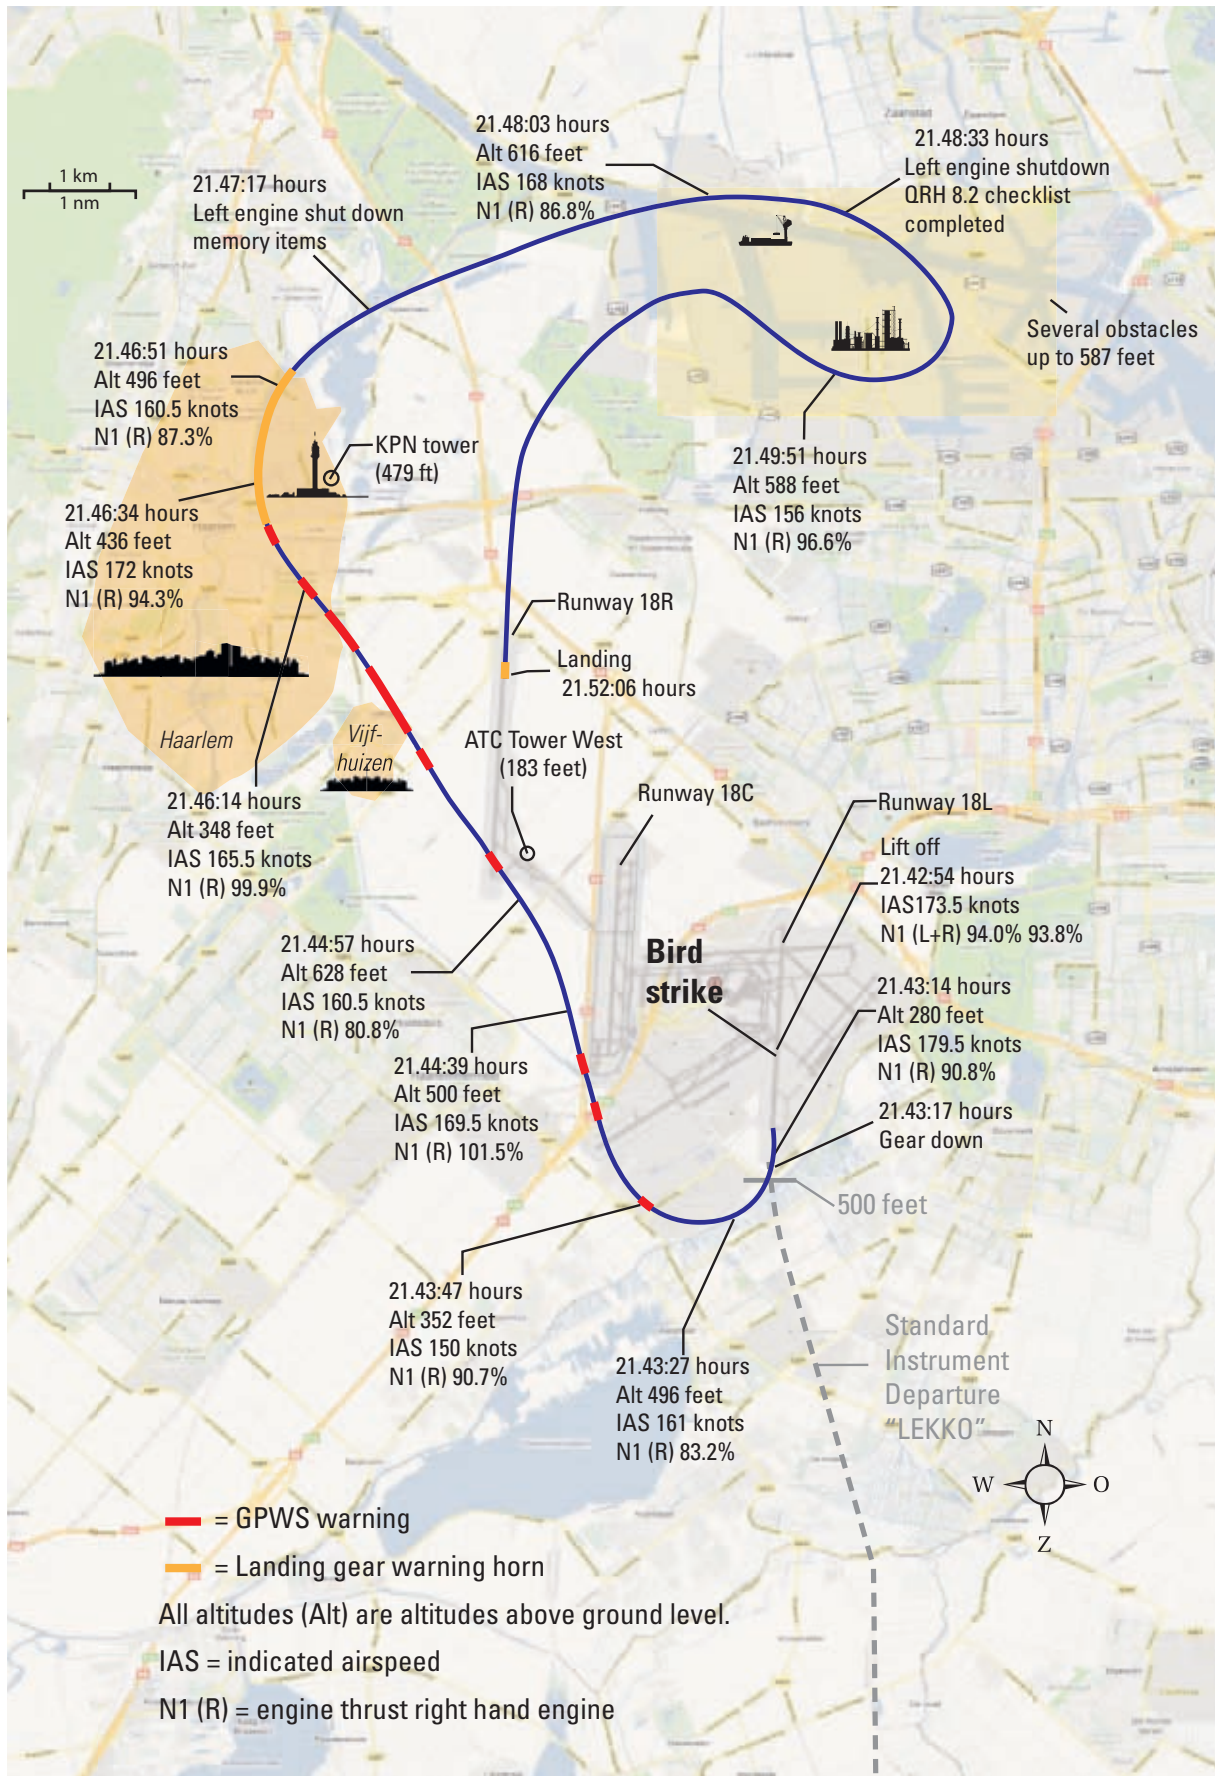 1 km
1 nm
21.47:17 hours
Left engine shut down
memory items
21.48:03 hours
Alt 616 feet
IAS 168 knots
N1 (R) 86.8%
21.48:33 hours
Left engine shutdown
QRH 8.2 checklist
completed
Several obstacles
up to 587 feet
21.46:51 hours
Alt 496 feet
IAS 160.5 knots
N1 (R) 87.3%
KPN tower
(479 ft)
21.49:51 hours
Alt 588 feet
IAS 156 knots
N1 (R) 96.6%
21.46:34 hours
Alt 436 feet
IAS 172 knots
N1 (R) 94.3%
Runway 18R
Landing
21.52:06 hours
Haarlem
Vijf-
huizen
ATC Tower West
(183 feet)
Runway 18C
Runway 18L
21.46:14 hours
Alt 348 feet
IAS 165.5 knots
N1 (R) 99.9%
Lift off
21.42:54 hours
IAS173.5 knots
N1 (L+R) 94.0% 93.8%
Bird
strike
21.44:57 hours
Alt 628 feet
IAS 160.5 knots
N1 (R) 80.8%
21.43:14 hours
Alt 280 feet
IAS 179.5 knots
N1 (R) 90.8%
21.44:39 hours
Alt 500 feet
IAS 169.5 knots
N1 (R) 101.5%
21.43:17 hours
Gear down
500 feet
21.43:47 hours
Alt 352 feet
IAS 150 knots
N1 (R) 90.7%
21.43:27 hours
Alt 496 feet
IAS 161 knots
N1 (R) 83.2%
Standard
Instrument
Departure
“LEKKO”
N
W
O
Z
= GPWS warning
= Landing gear warning horn
All altitudes (Alt) are altitudes above ground level.
IAS = indicated airspeed
N1 (R) = engine thrust right hand engine